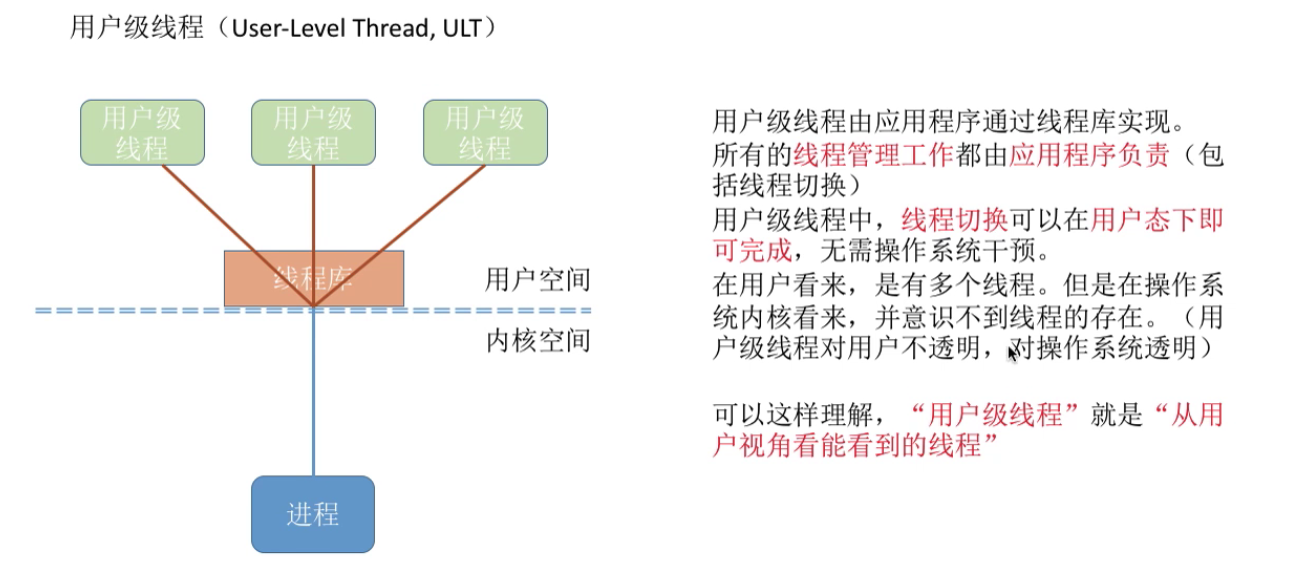 用户级线程（User-Level Thread, ULT）
用户级
线程
用户级
线程
用户级
线程
线程库
用户空间
内核空间
进程
用户级线程由应用程序通过线程库实现。
所有的线程管理工作都由应用程序负责（包
括线程切换）
用户级线程中，线程切换可以在用户态下即
可完成，无需操作系统干预。
在用户看来，是有多个线程。但是在操作系
统内核看来，并意识不到线程的存在。（用
户级线程对用户不透明，对操作系统透明）
可以这样理解，“用户级线程”就是“从用
户视角看能看到的线程”